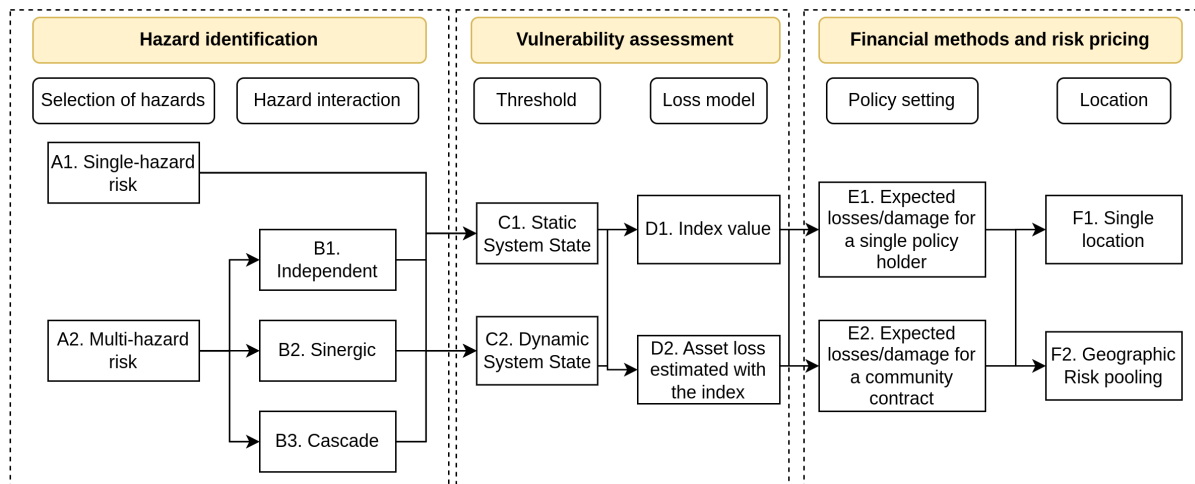 Hazard identification
Selection of hazards
Hazard interaction
A1. Single-hazard
risk
B1.
Independent
A2. Multi-hazard
risk
B2. Sinergic
B3. Cascade
Vulnerability assessment
Threshold
Loss model
C1. Static
System State
D1. Index value
C2. Dynamic
System State
D2. Asset loss
estimated with
the index
Financial methods and risk pricing
Policy setting
Location
E1. Expected
losses/damage for
a single policy
holder
F1. Single
location
E2. Expected
losses/damage for
a community
contract
F2. Geographic
Risk pooling